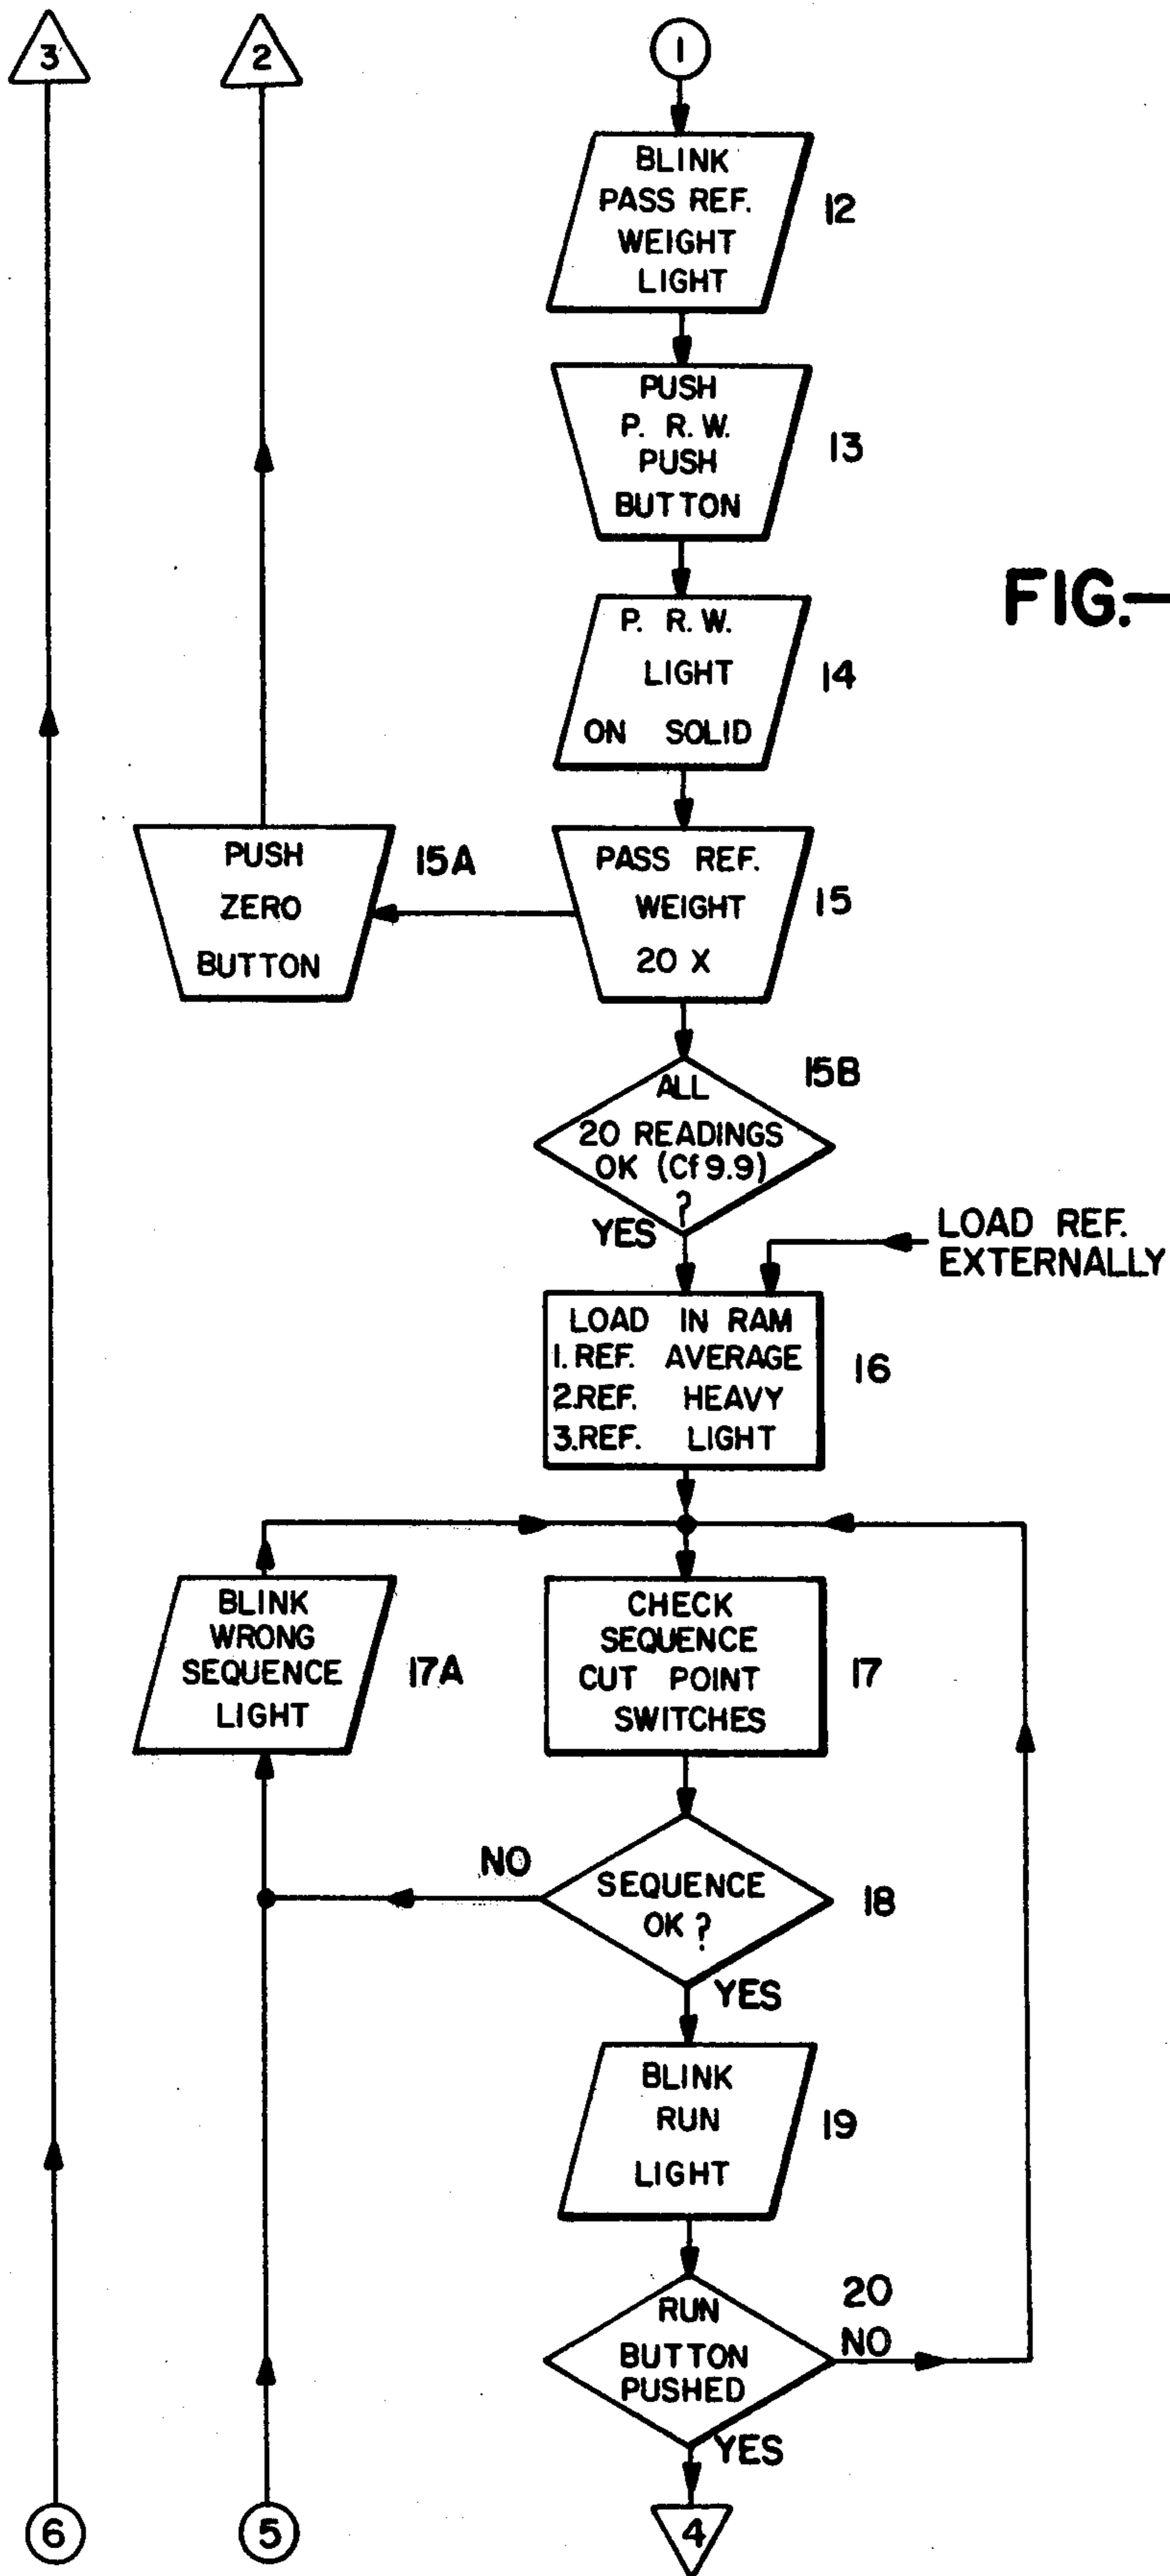 3
2
1
BLINK
PASS REF.
WEIGHT
LIGHT
12
PUSH
P. R. W.
PUSH
BUTTON
13
FIG.—
P. R. W.
LIGHT
ON SOLID
14
PUSH
ZERO
BUTTON
15A
PASS REF.
WEIGHT
20 X
15
ALL
20 READINGS
OK (Cf 9.9)
?
15B
YES
LOAD REF.
EXTERNALLY
LOAD IN RAM
1. REF. AVERAGE
2. REF. HEAVY
3. REF. LIGHT
16
BLINK
WRONG
SEQUENCE
LIGHT
17A
CHECK
SEQUENCE
CUT POINT
SWITCHES
17
NO
SEQUENCE
OK ?
18
YES
BLINK
RUN
LIGHT
19
RUN
BUTTON
PUSHED
20
NO
YES
6
5
4